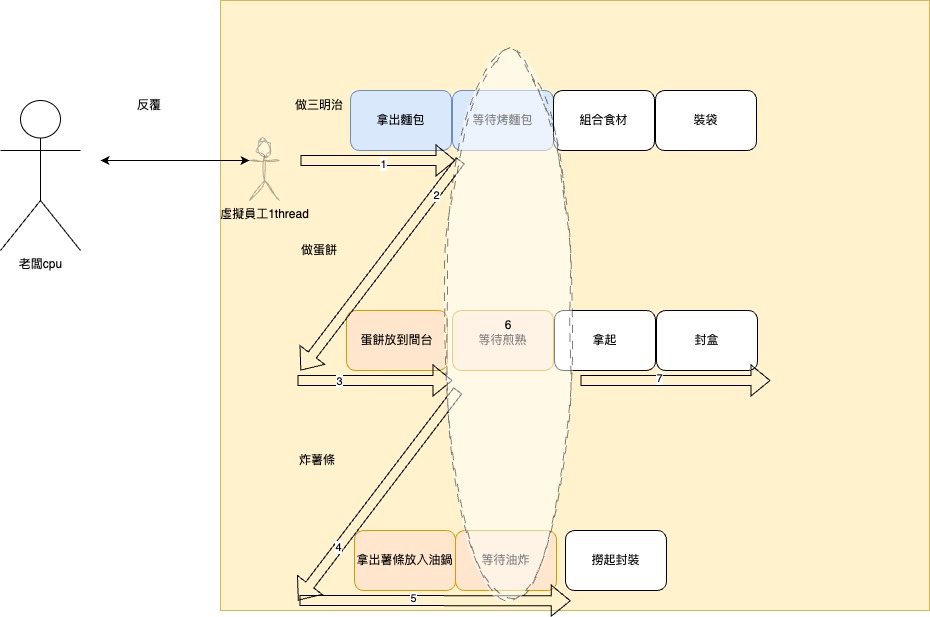 反覆
做三明治
拿出麵包
等待烤麵包
組合食材
裝袋
1
2
虛擬員工1thread
老闆cpu
做蛋餅
蛋餅放到間台
6
等待煎熟
拿起
封盒
3
7
炸薯條
4
拿出薯條放入油鍋
等待油炸
撈起封裝
5